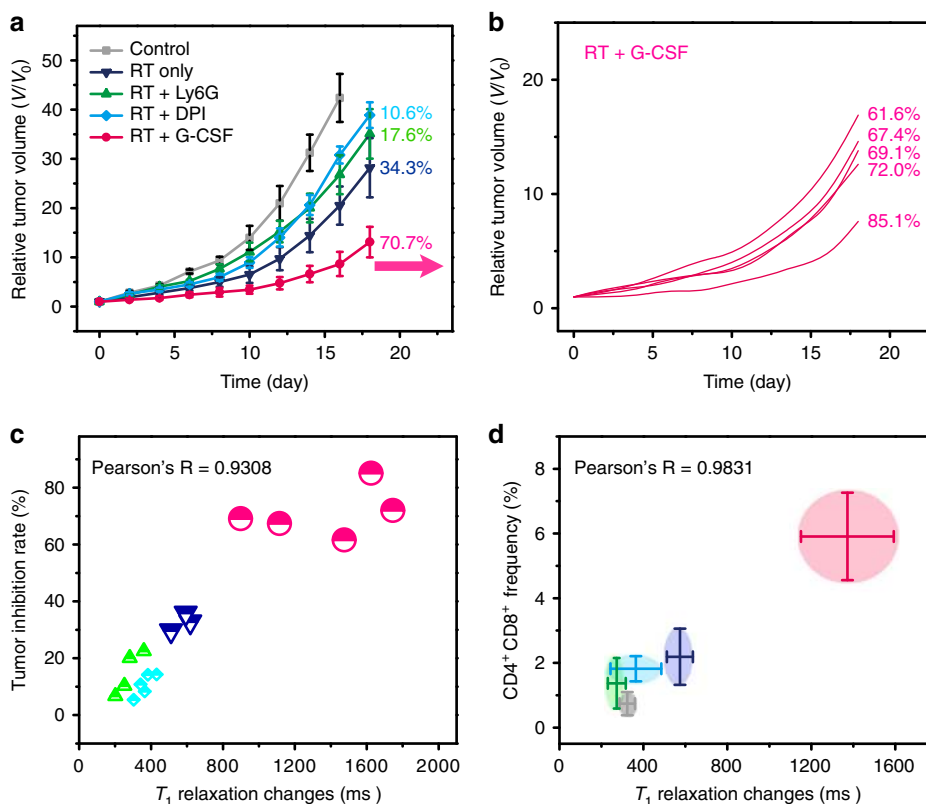 a
Relative tumor volume (V/V0)
50
40
30
20
10
0
Control
RT only
RT + Ly6G
RT + DPI
RT + G-CSF
10.6%
17.6%
34.3%
70.7%
0 5 10 15 20
Time (day)
b
Relative tumor volume (V/V0)
20
10
0
RT + G-CSF
61.6%
67.4%
69.1%
72.0%
85.1%
0 5 10 15 20
Time (day)
c
Tumor inhibition rate (%)
100
80
60
40
20
0
Pearson's R = 0.9308
0 400 800 1200 1600 2000
T1 relaxation changes (ms )
d
CD4+ CD8+ frequency (%)
8
6
4
2
0
Pearson's R = 0.9831
0 400 800 1200 1600
T1 relaxation changes (ms )